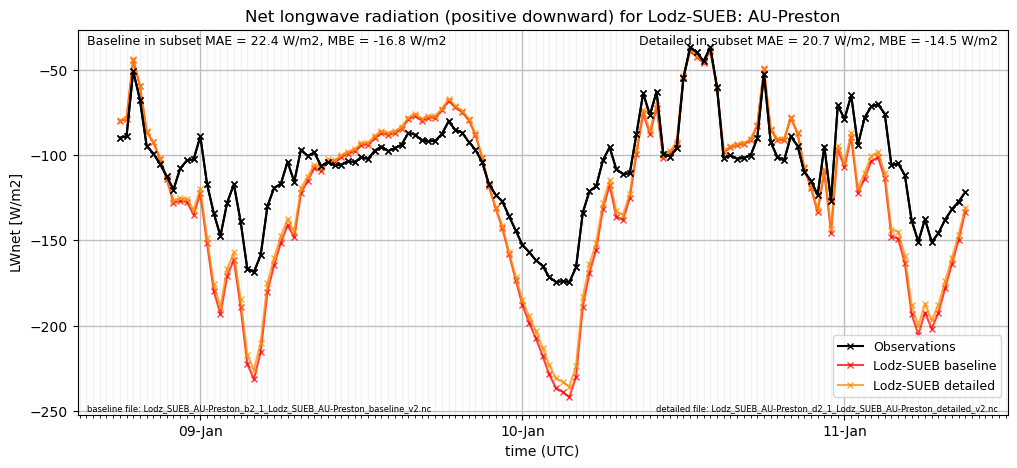 Net longwave radiation (positive downward) for Lodz-SUEB: AU-Preston
Baseline in subset MAE = 22.4 W/m2, MBE = -16.8 W/m2
Detailed in subset MAE = 20.7 W/m2, MBE = -14.5 W/m2
LWnet [W/m2]
−50
−100
−150
−200
−250
Observations
Lodz-SUEB baseline
Lodz-SUEB detailed
baseline file: Lodz_SUEB_AU-Preston_b2_1_Lodz_SUEB_AU-Preston_baseline_v2.nc
detailed file: Lodz_SUEB_AU-Preston_d2_1_Lodz_SUEB_AU-Preston_detailed_v2.nc
09-Jan
10-Jan
11-Jan
time (UTC)